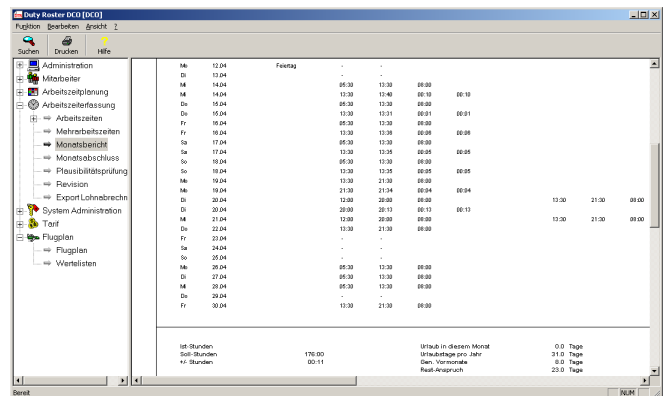 Duty Roster DCO [DCO]
Funktion Bearbeiten Ansicht ?
Suchen Drucken Hilfe
Administration
Mitarbeiter
Arbeitszeitplanung
Arbeitszeiterfassung
Arbeitszeiten
Mehrarbeitszeiten
Monatsbericht
Monatsabschluss
Plausibilitätsprüfung
Revision
Export Lohnabrechn
System Administration
Tarif
Flugplan
Flugplan
Wertelisten
Mo 12.04 Feiertag - -
Di 13.04 - -
Mi 14.04 05:30 13:30 08:00
Mi 14.04 13:30 13:40 00:10 00:10
Do 15.04 05:30 13:30 08:00
Do 15.04 13:30 13:31 00:01 00:01
Fr 16.04 05:30 13:30 08:00
Fr 16.04 13:30 13:36 00:06 00:06
Sa 17.04 05:30 13:30 08:00
Sa 17.04 13:30 13:35 00:05 00:05
So 18.04 05:30 13:30 08:00
So 18.04 13:30 13:35 00:05 00:05
Mo 19.04 13:30 21:30 08:00
Mo 19.04 21:30 21:34 00:04 00:04
Di 20.04 12:00 20:00 08:00 13:30 21:30 08:00
Di 20.04 20:00 20:13 00:13 00:13
Mi 21.04 12:00 20:00 08:00 13:30 21:30 08:00
Do 22.04 13:30 21:30 08:00
Fr 23.04 - -
Sa 24.04 - -
So 25.04 - -
Mo 26.04 05:30 13:30 08:00
Di 27.04 05:30 13:30 08:00
Mi 28.04 05:30 13:30 08:00
Do 29.04 - -
Fr 30.04 13:30 21:30 08:00
Ist-Stunden Urlaub in diesem Monat 0.0 Tage
Soll-Stunden 176:00 Urlaubstage pro Jahr 31.0 Tage
+/- Stunden 00:11 Gen. Vormonate 8.0 Tage
Rest-Anspruch 23.0 Tage
Bereit NUM